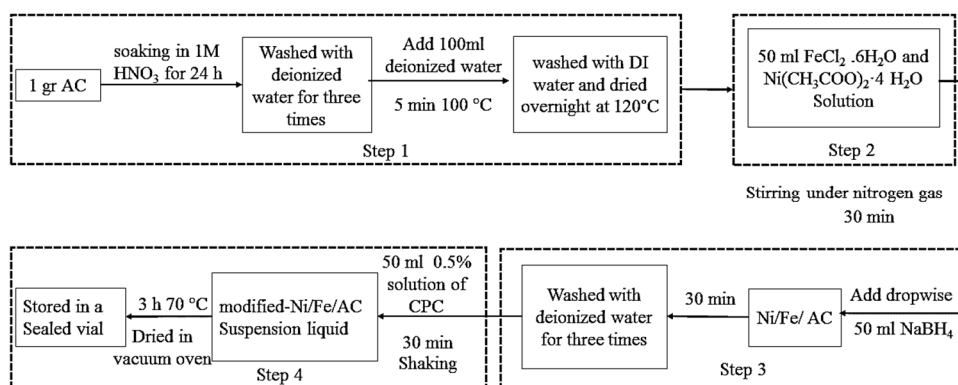 1 gr AC
soaking in 1M
HNO₃ for 24 h
Washed with
deionized
water for three
times
Add 100ml
deionized water
5 min 100 °C
washed with DI
water and dried
overnight at 120°C
Step 1
50 ml FeCl₂ .6H₂O and
Ni(CH₃COO)₂·4 H₂O
Solution
Step 2
Stirring under nitrogen gas
30 min
Add dropwise
50 ml NaBH₄
Ni/Fe/ AC
30 min
Washed with
deionized water
for three times
Step 3
50 ml 0.5%
solution of
CPC
30 min
Shaking
modified-Ni/Fe/AC
Suspension liquid
3 h 70 °C
Dried in
vacuum oven
Stored in a
Sealed vial
Step 4